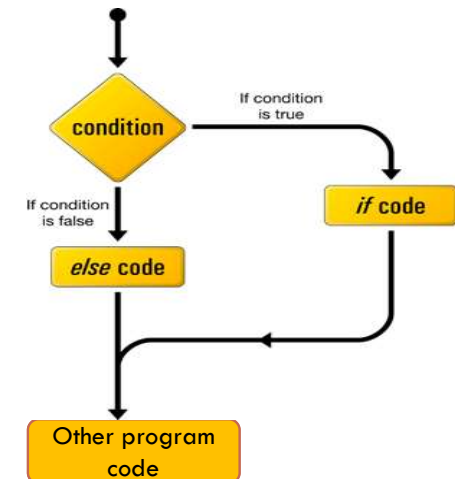 condition
If condition
is true
If condition
is false
if code
else code
Other program
code